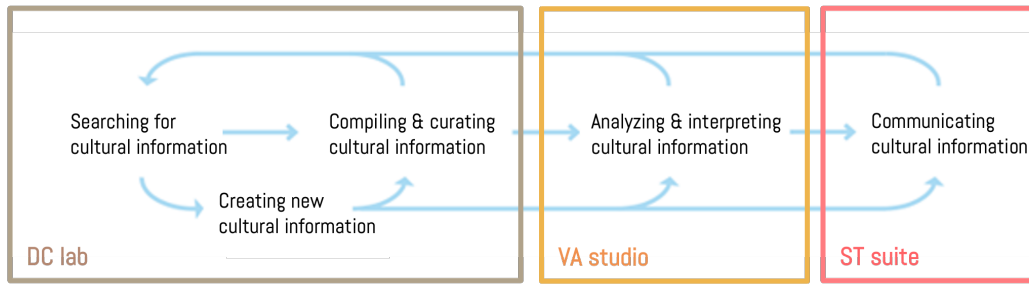 Searching for
cultural information
Compiling & curating
cultural information
Analyzing & interpreting
cultural information
Communicating
cultural information
Creating new
cultural information
DC lab
VA studio
ST suite